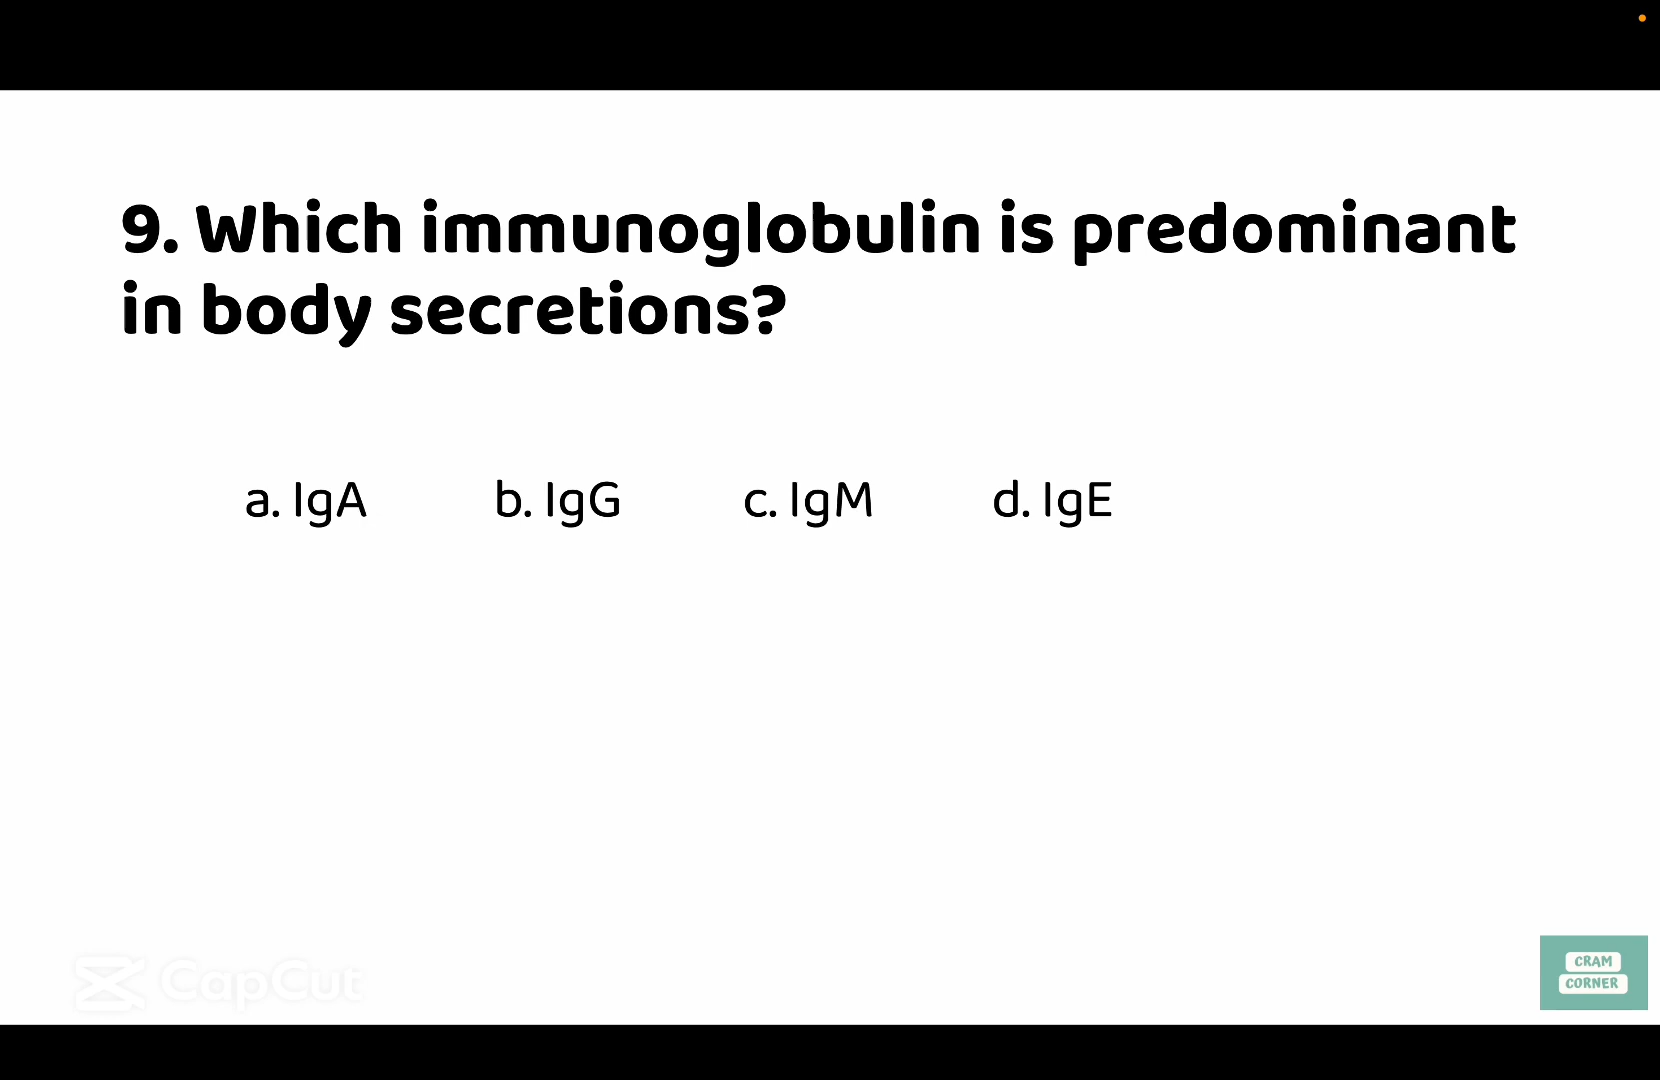 9. Which immunoglobulin is predominant
in body secretions?
a. IgA b. IgG c. IgM d. IgE
CapCut
CRAM
CORNER